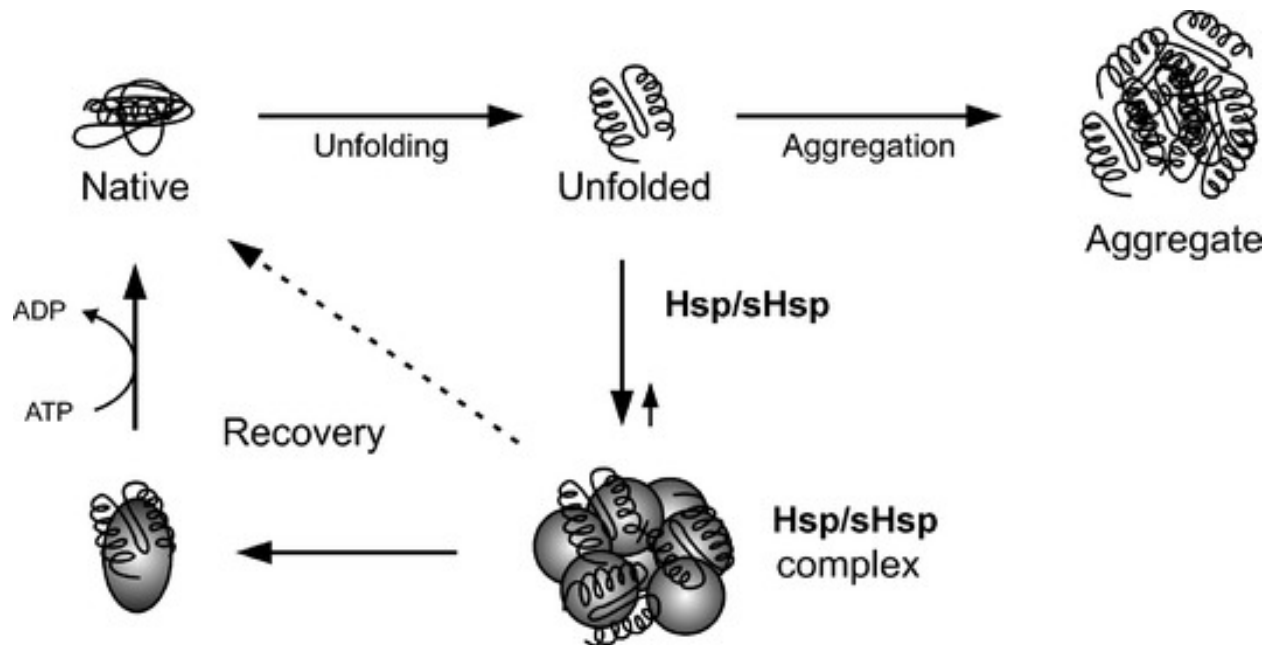 Unfolding
Aggregation
Native
Unfolded
Aggregate
ADP
Hsp/sHsp
ATP
Recovery
Hsp/sHsp
complex